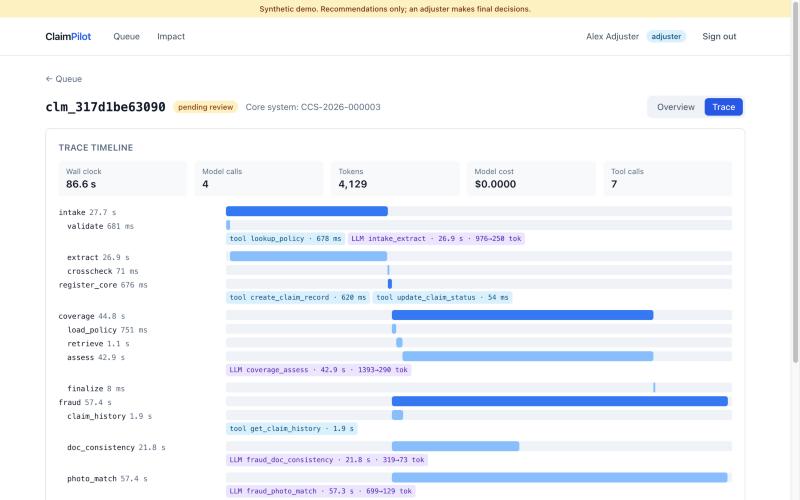 Synthetic demo. Recommendations only; an adjuster makes final decisions.
ClaimPilot Queue Impact Alex Adjuster adjuster Sign out
← Queue
clm_317d1be63090 pending review Core system: CCS-2026-000003 Overview Trace
TRACE TIMELINE
Wall clock Model calls Tokens Model cost Tool calls
86.6 s 4 4,129 $0.0000 7
intake 27.7 s
validate 681 ms
tool lookup_policy · 678 ms LLM intake_extract · 26.9 s · 976→250 tok
extract 26.9 s
crosscheck 71 ms
register_core 676 ms
tool create_claim_record · 620 ms tool update_claim_status · 54 ms
coverage 44.8 s
load_policy 751 ms
retrieve 1.1 s
assess 42.9 s
LLM coverage_assess · 42.9 s · 1393→290 tok
finalize 8 ms
fraud 57.4 s
claim_history 1.9 s
tool get_claim_history · 1.9 s
doc_consistency 21.8 s
LLM fraud_doc_consistency · 21.8 s · 319→73 tok
photo_match 57.4 s
LLM fraud_photo_match · 57.3 s · 699→129 tok